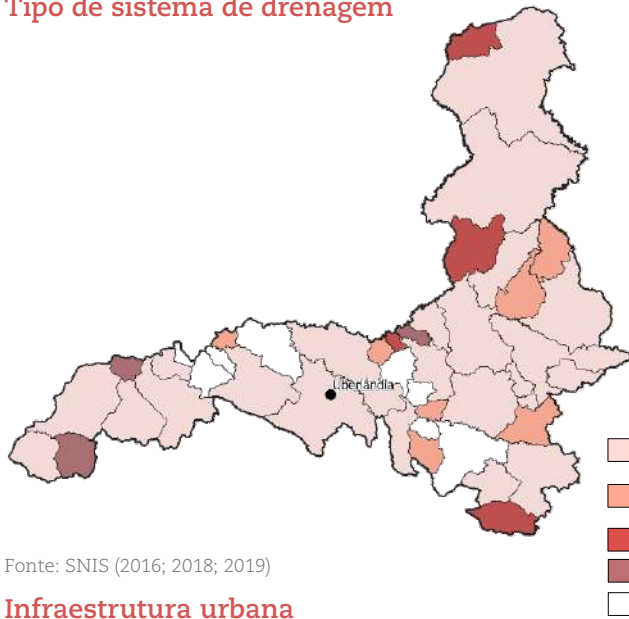 Tipo de sistema de drenagem
Uberlândia
Fonte: SNIS (2016; 2018; 2019)
Infraestrutura urbana